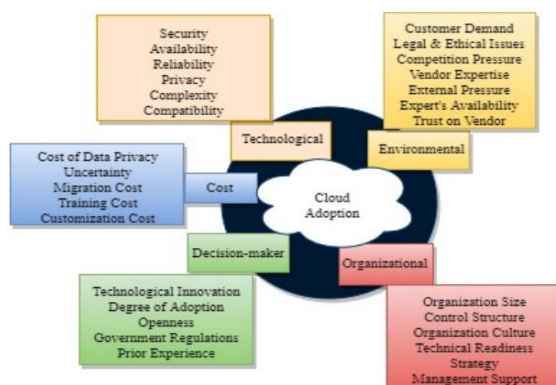 Security
Availability
Reliability
Privacy
Complexity
Compatibility
Technological
Customer Demand
Legal & Ethical Issues
Competition Pressure
Vendor Expertise
External Pressure
Expert's Availability
Trust on Vendor
Environmental
Cost of Data Privacy
Uncertainty
Migration Cost
Training Cost
Customization Cost
Cost
Cloud
Adoption
Decision-maker
Technological Innovation
Degree of Adoption
Openness
Government Regulations
Prior Experience
Organizational
Organization Size
Control Structure
Organization Culture
Technical Readiness
Strategy
Management Support